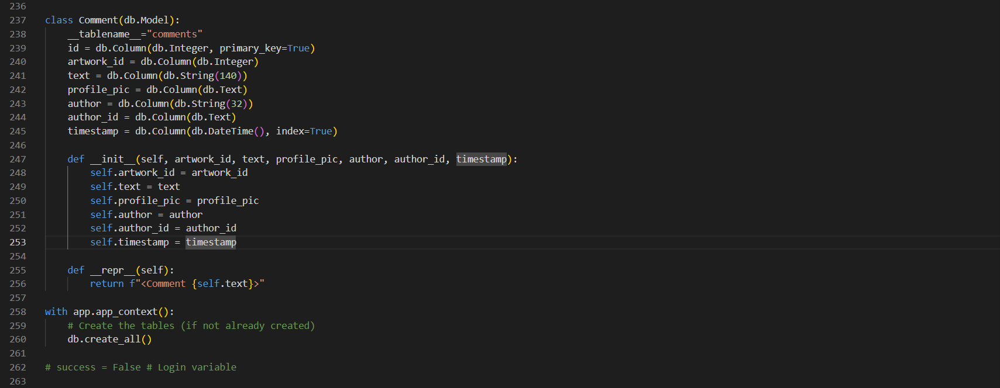 236
237 class Comment(db.Model):
238     __tablename__="comments"
239     id = db.Column(db.Integer, primary_key=True)
240     artwork_id = db.Column(db.Integer)
241     text = db.Column(db.String(140))
242     profile_pic = db.Column(db.Text)
243     author = db.Column(db.String(32))
244     author_id = db.Column(db.Text)
245     timestamp = db.Column(db.DateTime(), index=True)
246
247     def __init__(self, artwork_id, text, profile_pic, author, author_id, timestamp):
248         self.artwork_id = artwork_id
249         self.text = text
250         self.profile_pic = profile_pic
251         self.author = author
252         self.author_id = author_id
253         self.timestamp = timestamp
254
255     def __repr__(self):
256         return f"<Comment {self.text}>"
257
258 with app.app_context():
259     # Create the tables (if not already created)
260     db.create_all()
261
262 # success = False # Login variable
263